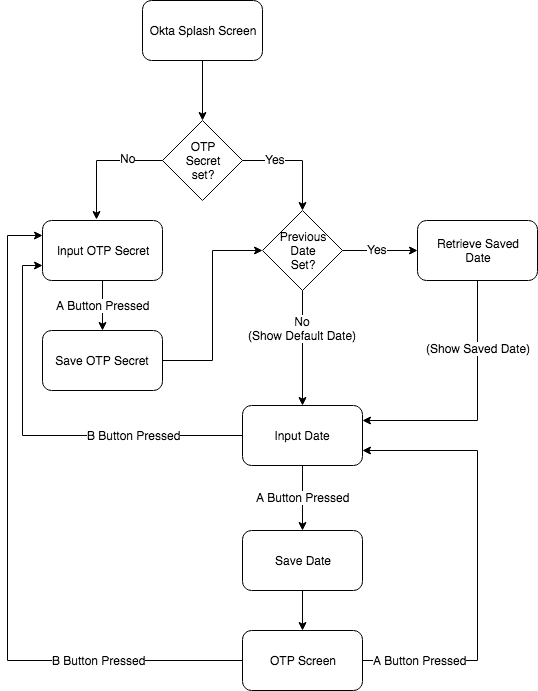 Okta Splash Screen
OTP
Secret
set?
No
Yes
Input OTP Secret
Previous
Date
Set?
Yes
Retrieve Saved
Date
A Button Pressed
Save OTP Secret
No
(Show Default Date)
(Show Saved Date)
Input Date
B Button Pressed
A Button Pressed
Save Date
OTP Screen
B Button Pressed
A Button Pressed